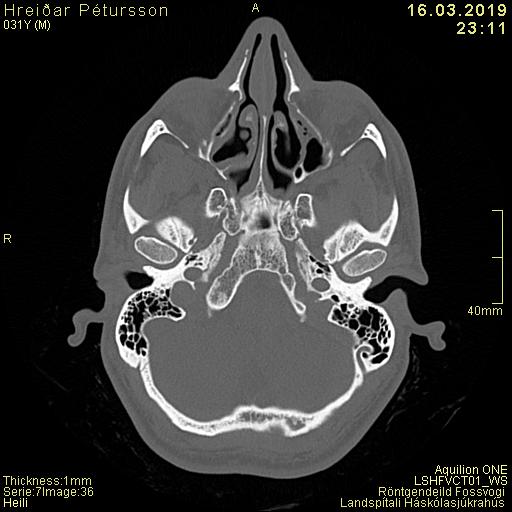 Hreiðar Pétursson
031Y (M)
A
16.03.2019
23:11
R
40mm
Thickness:1mm
Serie:7Image:36
Heili
Aquilion ONE
LSHFVCT01_WS
Röntgendeild Fossvogi
Landspítali Háskólasjúkrahús